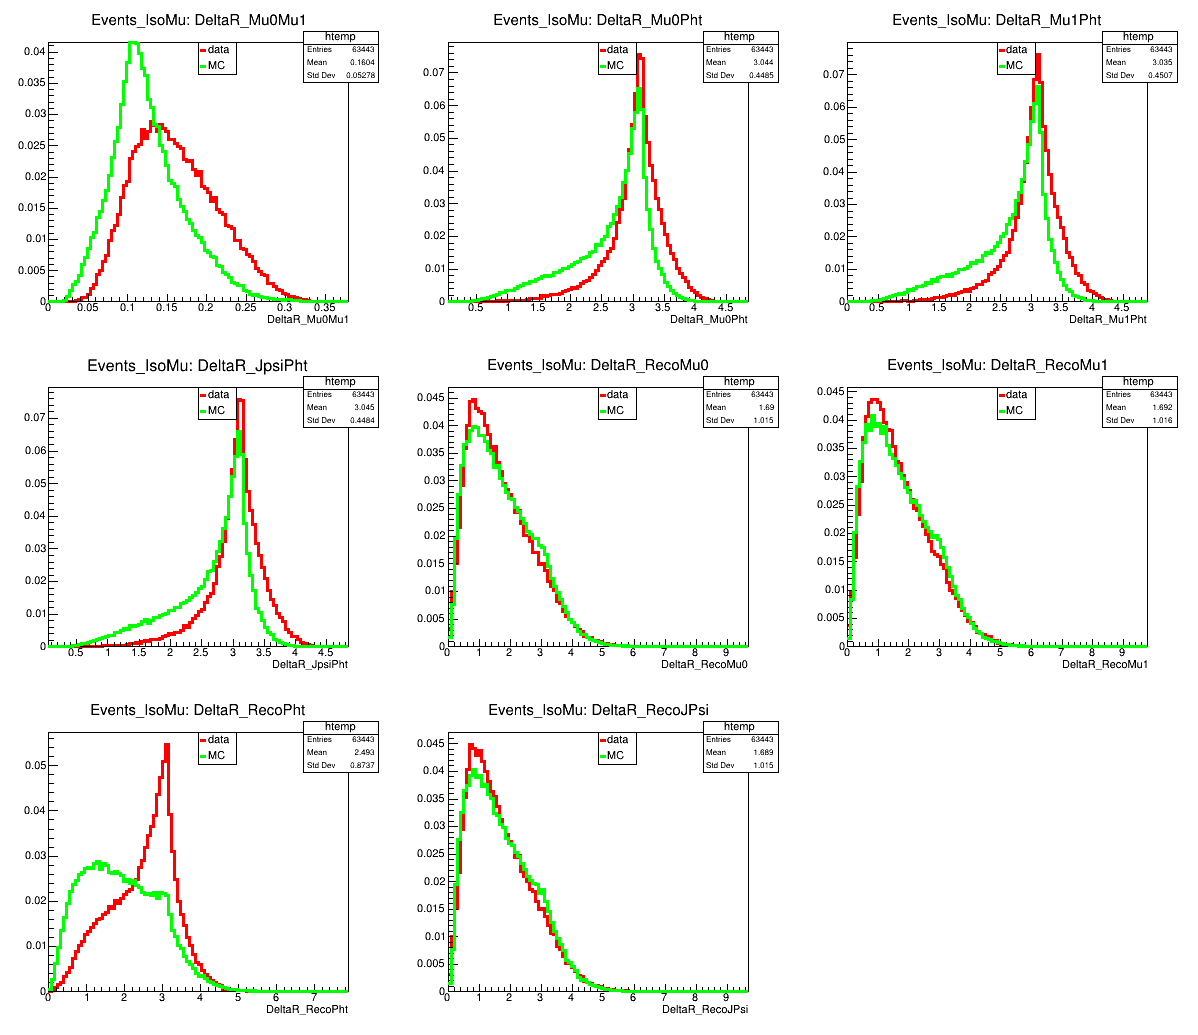 Events_IsoMu: DeltaR_Mu0Mu1
htemp
Entries 63443
Mean 0.1604
Std Dev 0.05278
data
MC
0.04
0.035
0.03
0.025
0.02
0.015
0.01
0.005
0
0 0.05 0.1 0.15 0.2 0.25 0.3 0.35
DeltaR_Mu0Mu1
Events_IsoMu: DeltaR_Mu0Pht
htemp
Entries 63443
Mean 3.044
Std Dev 0.4485
data
MC
0.07
0.06
0.05
0.04
0.03
0.02
0.01
0
0.5 1 1.5 2 2.5 3 3.5 4 4.5
DeltaR_Mu0Pht
Events_IsoMu: DeltaR_Mu1Pht
htemp
Entries 63443
Mean 3.035
Std Dev 0.4507
data
MC
0.07
0.06
0.05
0.04
0.03
0.02
0.01
0
0.5 1 1.5 2 2.5 3 3.5 4 4.5
DeltaR_Mu1Pht
Events_IsoMu: DeltaR_JpsiPht
htemp
Entries 63443
Mean 3.045
Std Dev 0.4484
data
MC
0.07
0.06
0.05
0.04
0.03
0.02
0.01
0
0.5 1 1.5 2 2.5 3 3.5 4 4.5
DeltaR_JpsiPht
Events_IsoMu: DeltaR_RecoMu0
htemp
Entries 63443
Mean 1.69
Std Dev 1.015
data
MC
0.045
0.04
0.035
0.03
0.025
0.02
0.015
0.01
0.005
0
0 1 2 3 4 5 6 7 8 9
DeltaR_RecoMu0
Events_IsoMu: DeltaR_RecoMu1
htemp
Entries 63443
Mean 1.692
Std Dev 1.016
data
MC
0.045
0.04
0.035
0.03
0.025
0.02
0.015
0.01
0.005
0
0 1 2 3 4 5 6 7 8 9
DeltaR_RecoMu1
Events_IsoMu: DeltaR_RecoPht
htemp
Entries 63443
Mean 2.493
Std Dev 0.8737
data
MC
0.05
0.04
0.03
0.02
0.01
0
0 1 2 3 4 5 6 7
DeltaR_RecoPht
Events_IsoMu: DeltaR_RecoJPsi
htemp
Entries 63443
Mean 1.689
Std Dev 1.015
data
MC
0.045
0.04
0.035
0.03
0.025
0.02
0.015
0.01
0.005
0
0 1 2 3 4 5 6 7 8 9
DeltaR_RecoJPsi